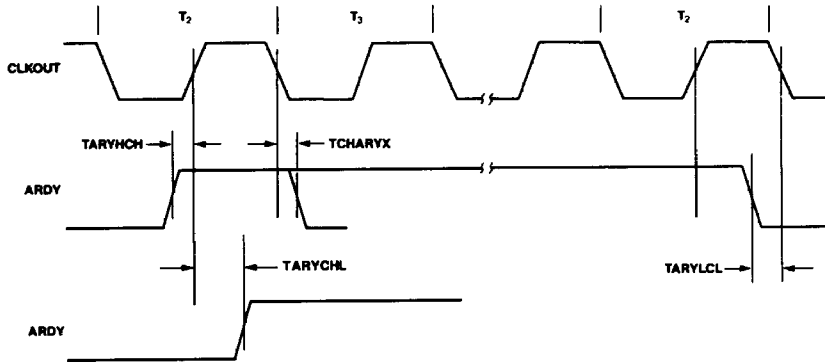 T₂ T₃ T₂
CLKOUT
TARYHCH TCHARYX
ARDY
TARYCHL TARYLCL
ARDY